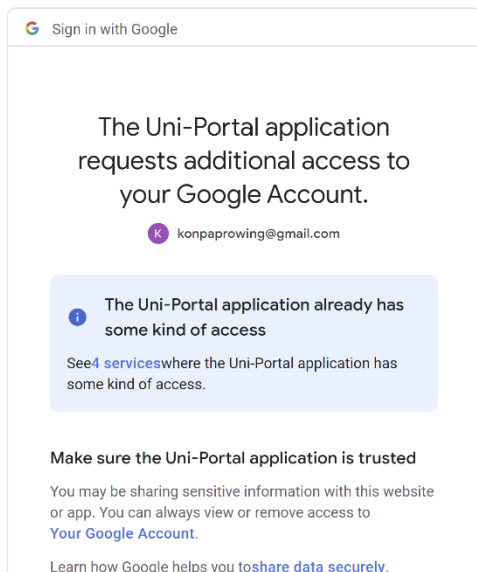 Sign in with Google
The Uni-Portal application
requests additional access to
your Google Account.
K konpaprowing@gmail.com
The Uni-Portal application already has
some kind of access
See4 serviceswhere the Uni-Portal application has
some kind of access.
Make sure the Uni-Portal application is trusted
You may be sharing sensitive information with this website
or app. You can always view or remove access to
Your Google Account.
Learn how Google helps you toshare data securely.